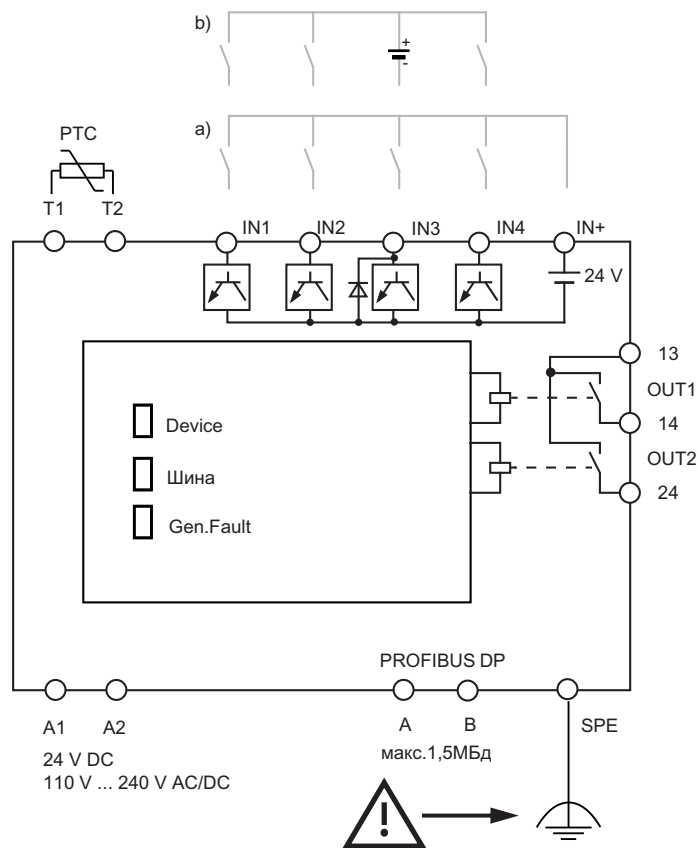 b)
+
-
a)
PTC
T1 T2
IN1 IN2 IN3 IN4 IN+
24 V
13
OUT1
14
OUT2
24
Device
Шина
Gen.Fault
PROFIBUS DP
A1 A2 A B SPE
24 V DC
110 V ... 240 V AC/DC
макс.1,5МБд
!